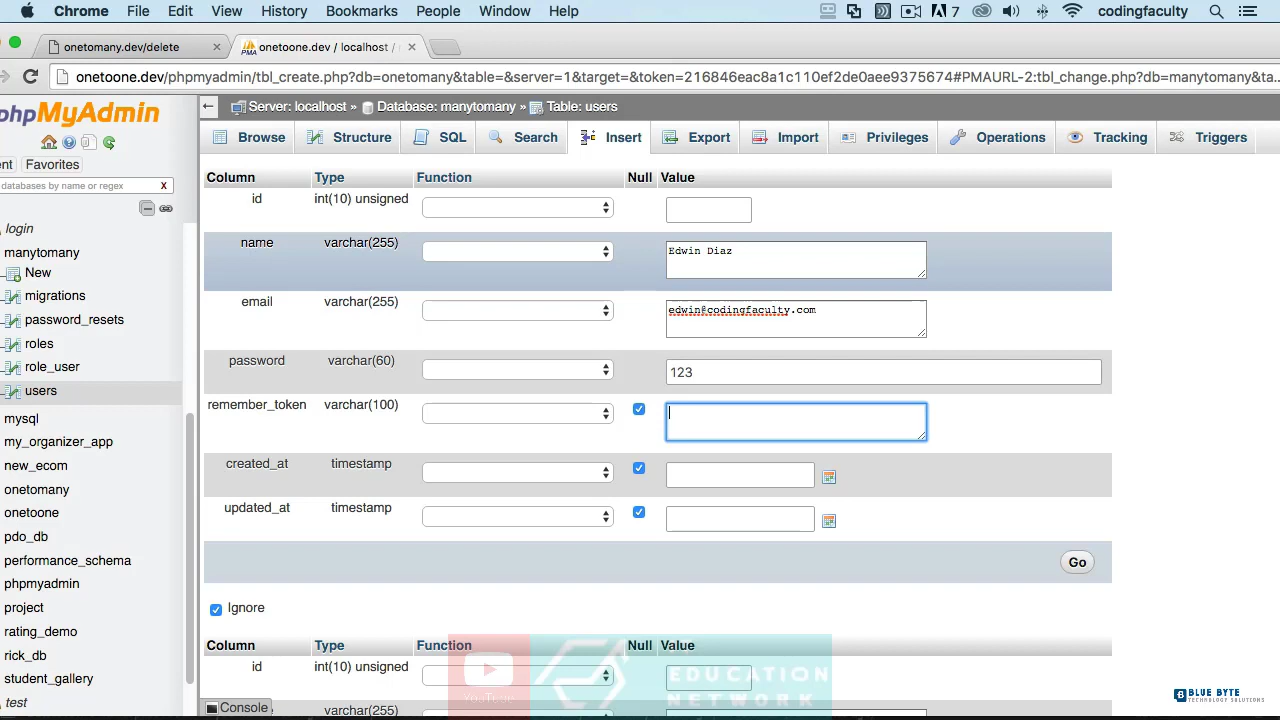 Chrome File Edit View History Bookmarks People Window Help 7 codingfaculty
onetomany.dev/delete × onetoone.dev / localhost / ×
onetoone.dev/phpmyadmin/tbl_create.php?db=onetomany&table=&server=1&target=&token=216846eac8a1c110ef2de0aee9375674#PMAURL-2:tbl_change.php?db=manytomany&ta...
phpMyAdmin
Server: localhost » Database: manytomany » Table: users
Browse Structure SQL Search Insert Export Import Privileges Operations Tracking Triggers
nt Favorites
databases by name or regex X
login
manytomany
New
migrations
password_resets
roles
role_user
users
mysql
my_organizer_app
new_ecom
onetomany
onetoone
pdo_db
performance_schema
phpmyadmin
project
rating_demo
rick_db
student_gallery
test
Column Type Function Null Value
id int(10) unsigned
name varchar(255) Edwin Diaz
email varchar(255) edwin@codingfaculty.com
password varchar(60) 123
remember_token varchar(100)
created_at timestamp
updated_at timestamp
Go
Ignore
Column Type Function Null Value
id int(10) unsigned
varchar(255)
Console
YouTube
EDUCATION
NETWORK
BLUE BYTE
TECHNOLOGY SOLUTIONS